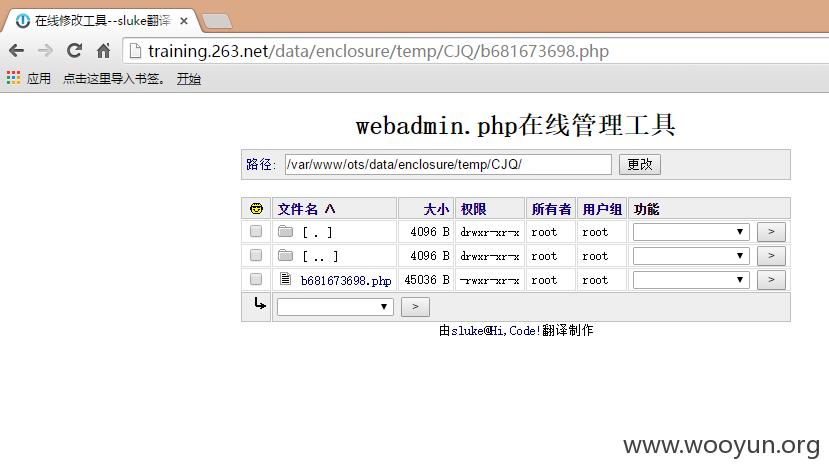 在线修改工具--sluke翻译
training.263.net/data/enclosure/temp/CJQ/b681673698.php
应用 点击这里导入书签。 开始
webadmin.php在线管理工具
路径: /var/www/ots/data/enclosure/temp/CJQ/ 更改
文件名 大小 权限 所有者 用户组 功能
[ . ] 4096 B drwxr-xr-x root root >
[ .. ] 4096 B drwxr-xr-x root root >
b681673698.php 45036 B -rwxr-xr-x root root >
>
由sluke@Hi,Code!翻译制作
www.wooyun.org